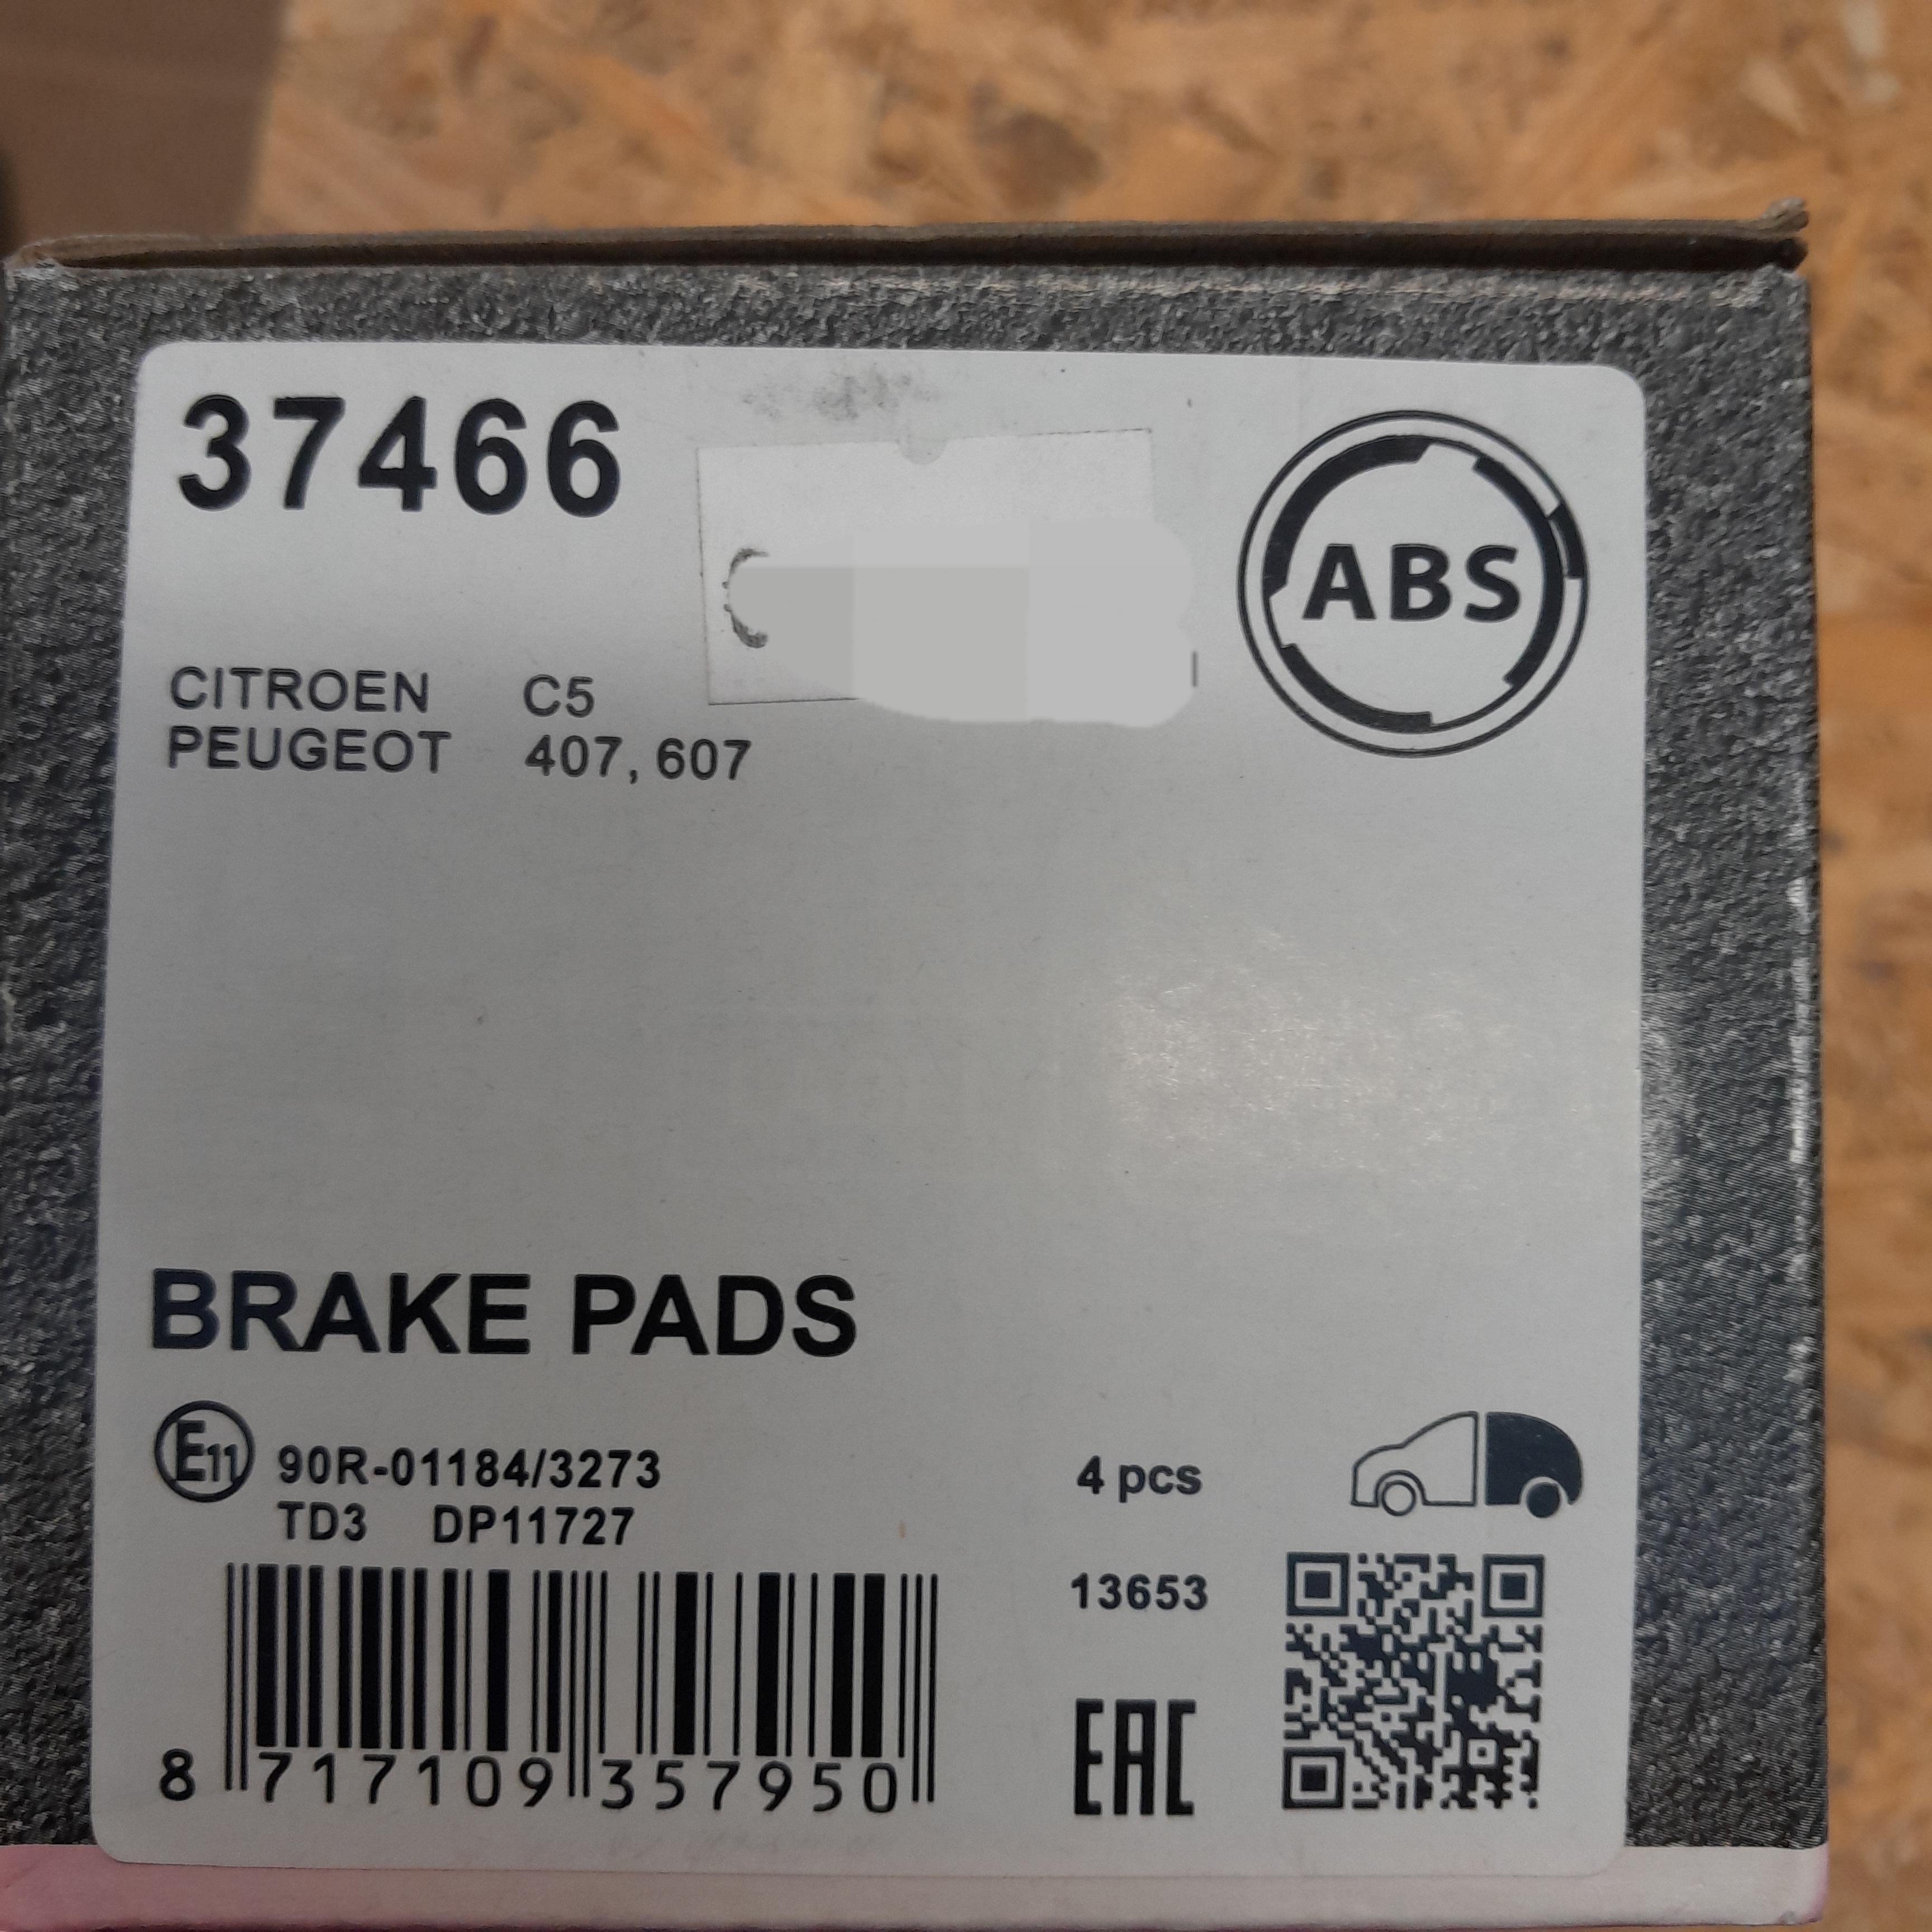 37466
ABS
CITROEN C5
PEUGEOT 407, 607
BRAKE PADS
E11 90R-01184/3273
TD3 DP11727
4 pcs
13653
EAC
8 717109 357950